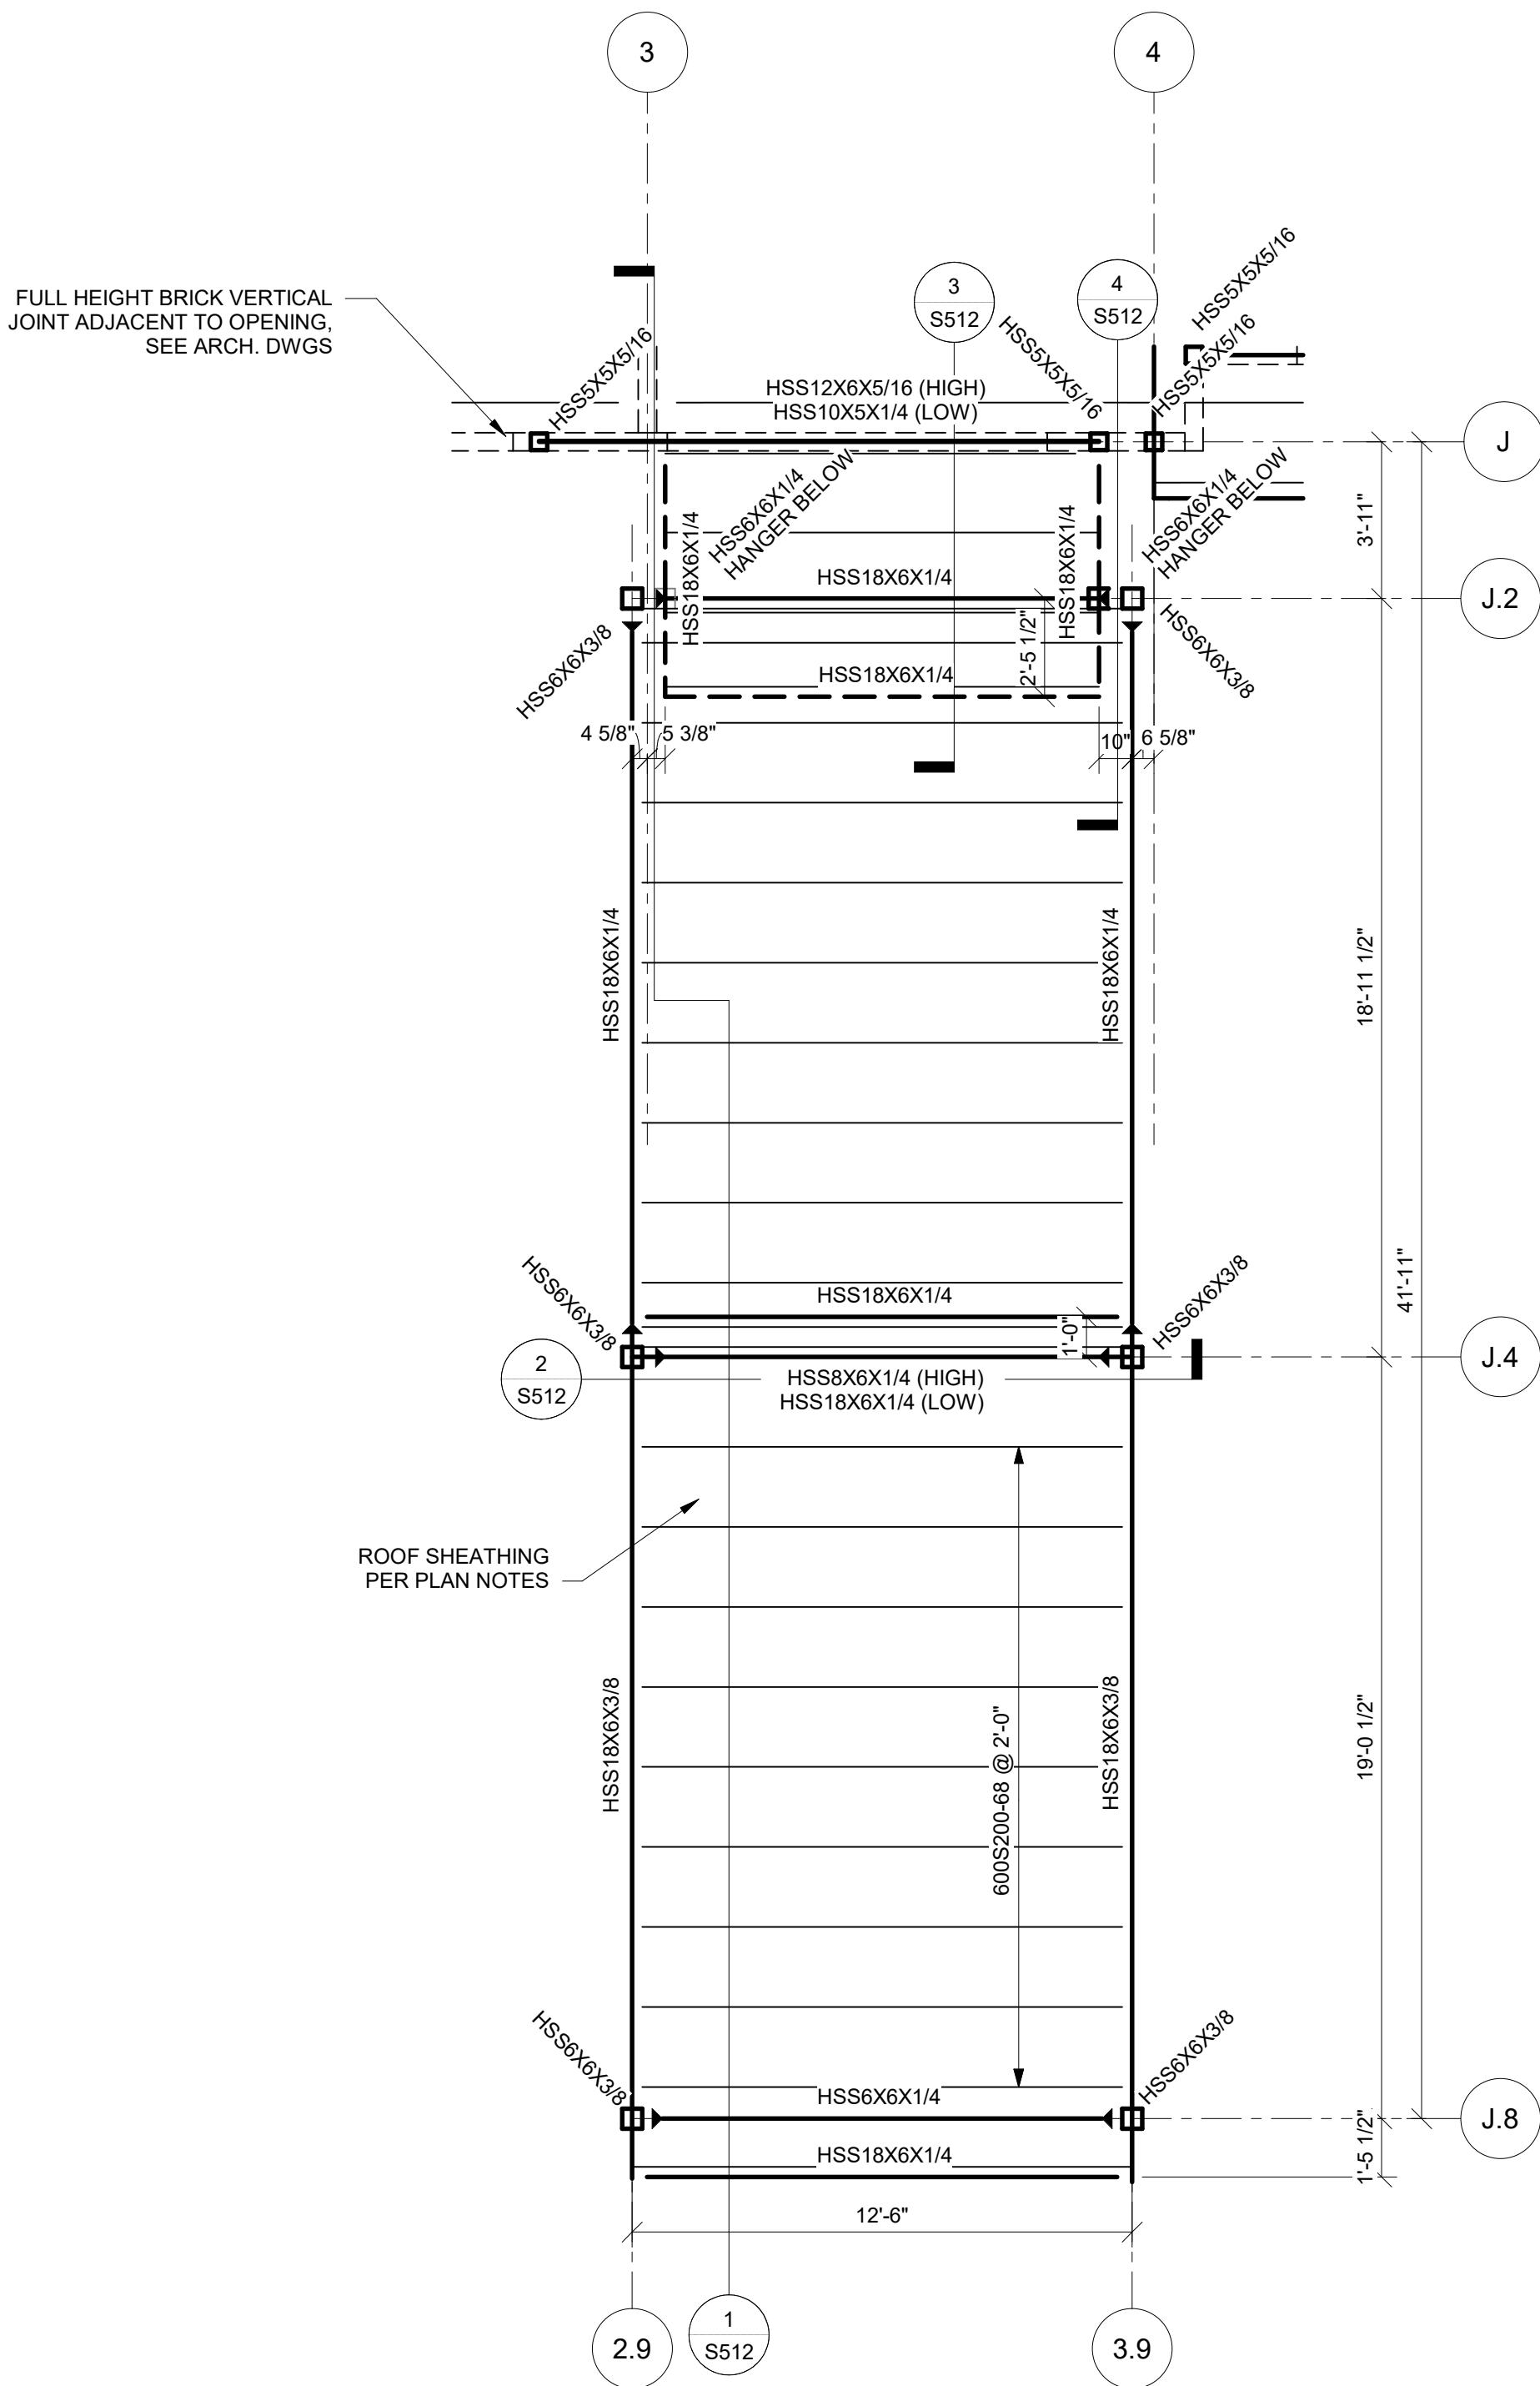 3
4
FULL HEIGHT BRICK VERTICAL
JOINT ADJACENT TO OPENING,
SEE ARCH. DWGS
3
S512
4
S512
HSS5X5X5/16
HSS5X5X5/16
HSS5X5X5/16
HSS5X5X5/16
HSS12X6X5/16 (HIGH)
HSS10X5X1/4 (LOW)
J
3'-11"
HSS6X6X1/4
HANGER BELOW
HSS6X6X1/4
HANGER BELOW
HSS18X6X1/4
HSS18X6X1/4
HSS18X6X1/4
J.2
HSS6X6X3/8
HSS6X6X3/8
2'-5 1/2"
HSS18X6X1/4
4 5/8"
5 3/8"
10"
6 5/8"
HSS18X6X1/4
HSS18X6X1/4
18'-11 1/2"
41'-11"
HSS6X6X3/8
HSS6X6X3/8
HSS18X6X1/4
1'-0"
J.4
2
S512
HSS8X6X1/4 (HIGH)
HSS18X6X1/4 (LOW)
ROOF SHEATHING
PER PLAN NOTES
HSS18X6X3/8
600S200-68 @ 2'-0"
HSS18X6X3/8
19'-0 1/2"
HSS6X6X3/8
HSS6X6X3/8
HSS6X6X1/4
J.8
HSS18X6X1/4
1'-5 1/2"
12'-6"
2.9
1
S512
3.9